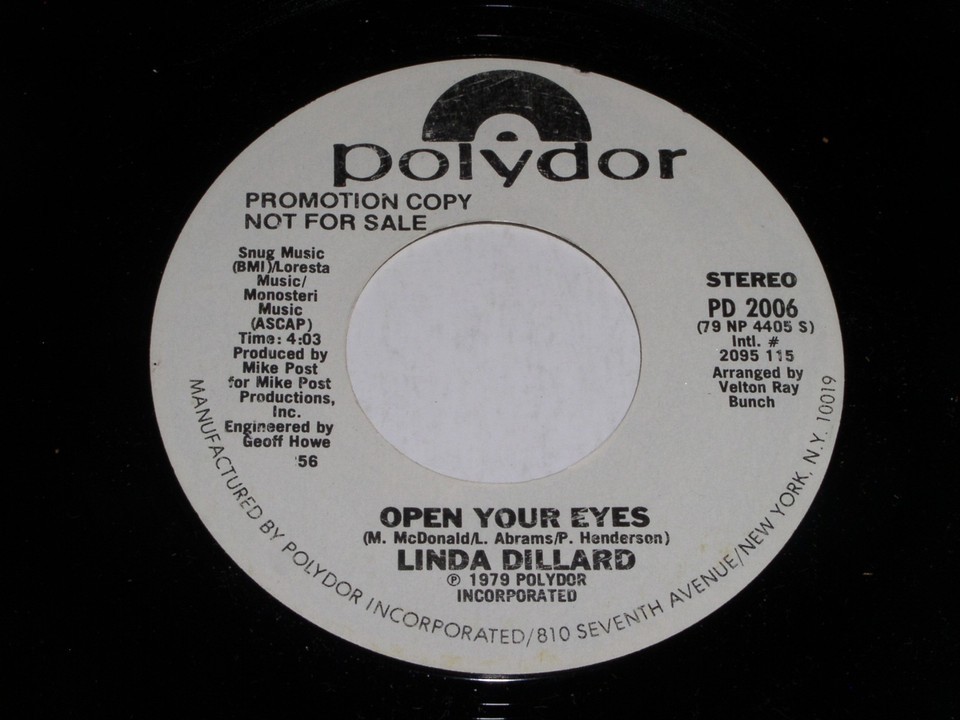 polydor
PROMOTION COPY
NOT FOR SALE
Snug Music
(BMI)/Loresta
Music/
Monosteri
Music
(ASCAP)
Time: 4:03
Produced by
Mike Post
for Mike Post
Productions,
Inc.
Engineered by
Geoff Howe
'56
STEREO
PD 2006
(79 NP 4405 S)
Intl. #
2095 115
Arranged by
Velton Ray
Bunch
OPEN YOUR EYES
(M. McDonald/L. Abrams/P. Henderson)
LINDA DILLARD
℗ 1979 POLYDOR
INCORPORATED
MANUFACTURED BY POLYDOR INCORPORATED/810 SEVENTH AVENUE/NEW YORK, N.Y. 10019